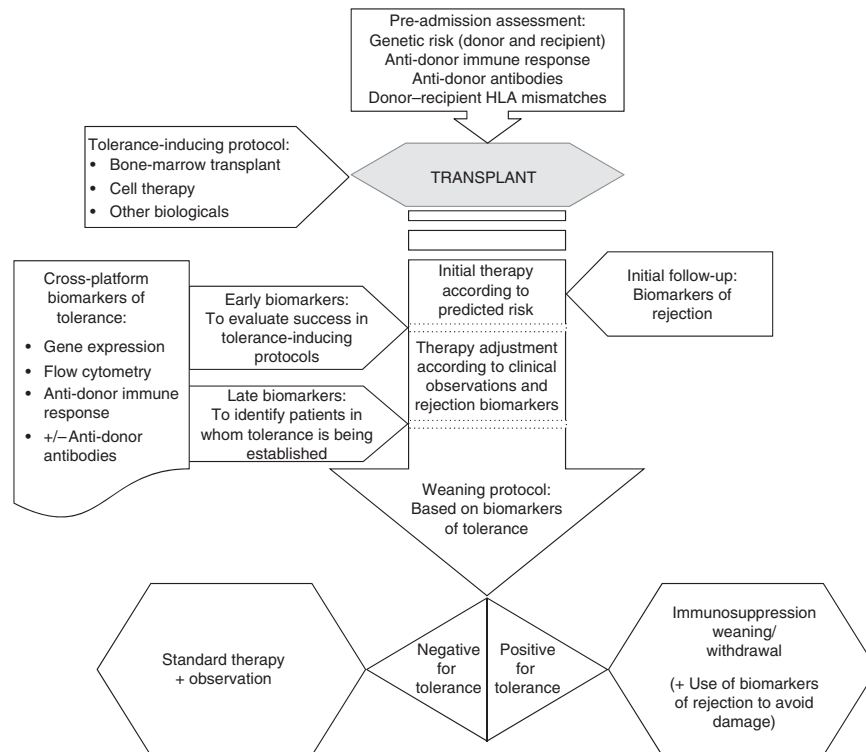 Pre-admission assessment:
Genetic risk (donor and recipient)
Anti-donor immune response
Anti-donor antibodies
Donor–recipient HLA mismatches
Tolerance-inducing protocol:
• Bone-marrow transplant
• Cell therapy
• Other biologicals
TRANSPLANT
Cross-platform
biomarkers of
tolerance:
• Gene expression
• Flow cytometry
• Anti-donor immune
response
• +/– Anti-donor
antibodies
Early biomarkers:
To evaluate success in
tolerance-inducing
protocols
Late biomarkers:
To identify patients in
whom tolerance is being
established
Initial therapy
according to
predicted risk
Initial follow-up:
Biomarkers of
rejection
Therapy adjustment
according to clinical
observations and
rejection biomarkers
Weaning protocol:
Based on biomarkers
of tolerance
Standard therapy
+ observation
Negative
for
tolerance
Positive
for
tolerance
Immunosuppression
weaning/
withdrawal
(+ Use of biomarkers
of rejection to avoid
damage)